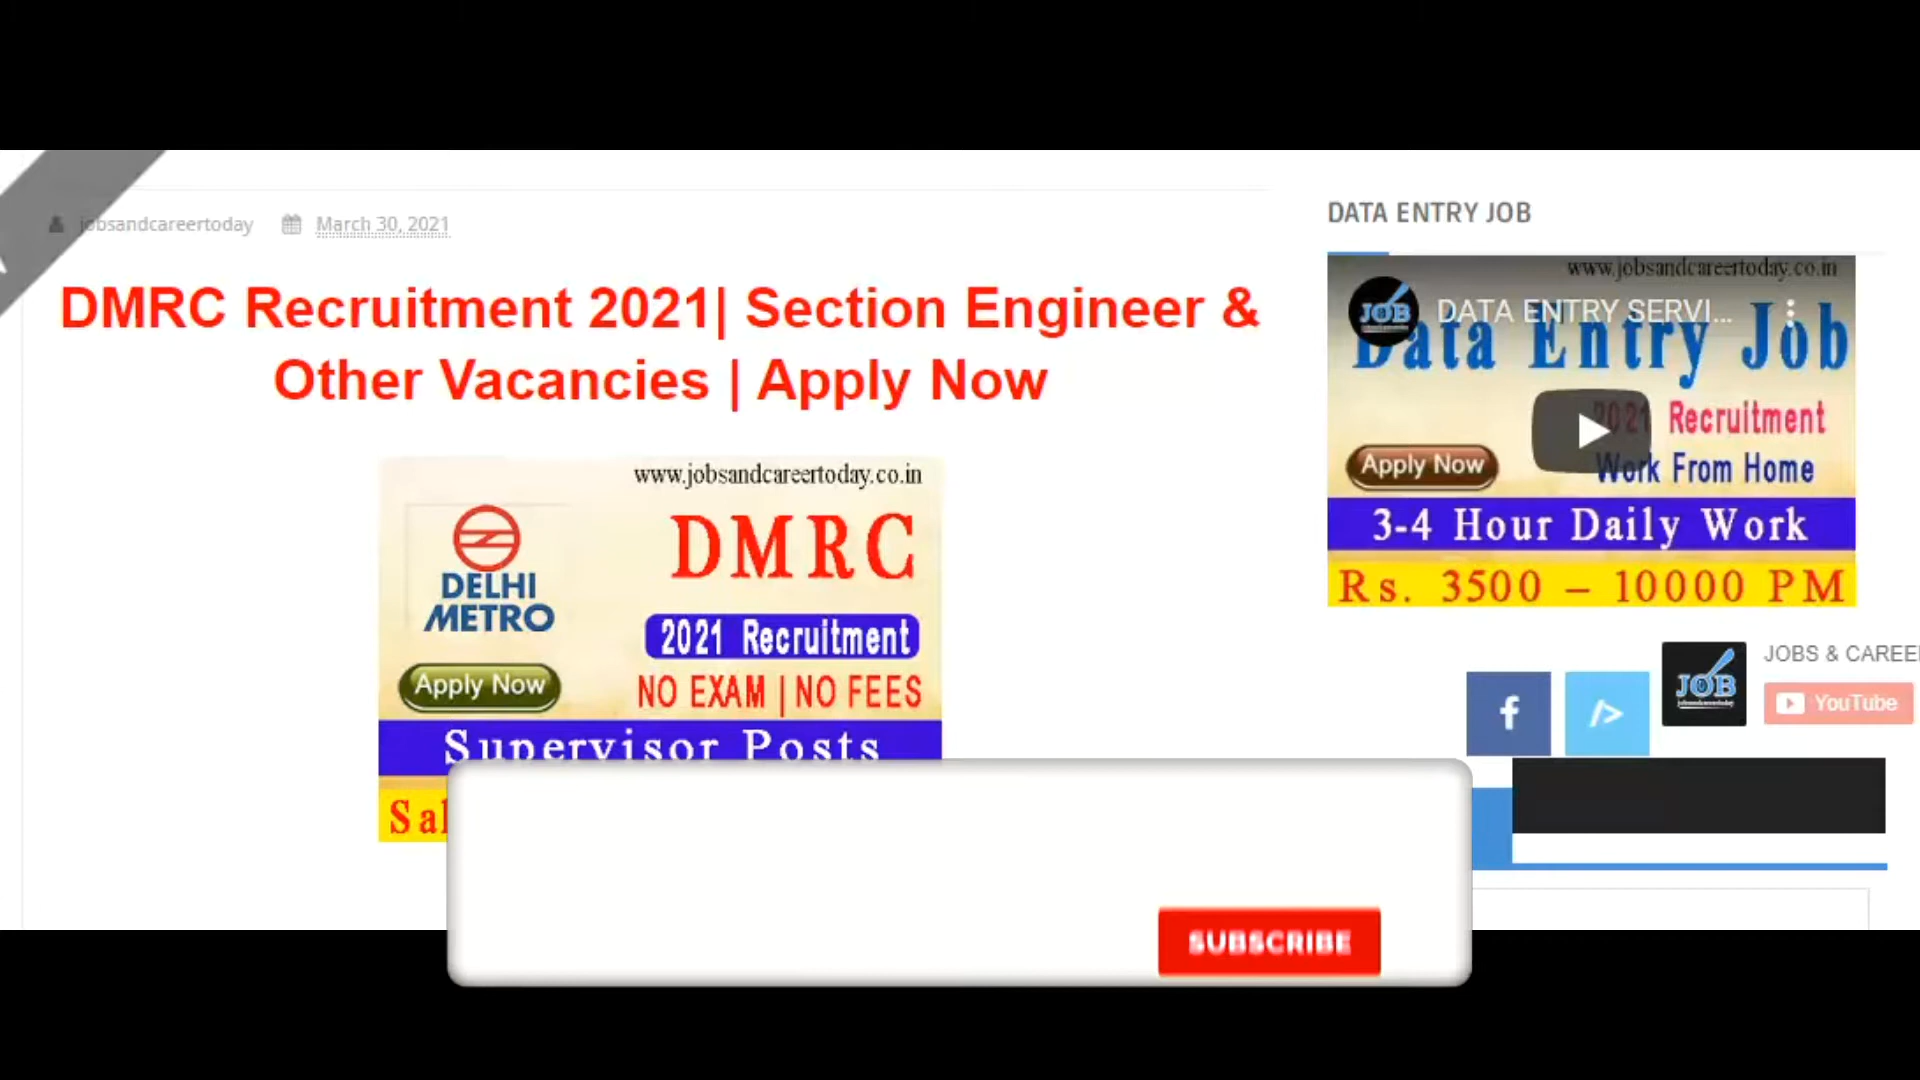 jobsandcareertoday March 30, 2021
DMRC Recruitment 2021| Section Engineer &
Other Vacancies | Apply Now
www.jobsandcareertoday.co.in
DELHI
METRO
DMRC
2021 Recruitment
Apply Now
NO EXAM | NO FEES
Supervisor Posts
DATA ENTRY JOB
www.jobsandcareertoday.co.in
JOB
DATA ENTRY SERVI...
Data Entry Job
2021 Recruitment
Apply Now
Work From Home
3-4 Hour Daily Work
Rs. 3500 – 10000 PM
JOB
JOBS & CAREE
YouTube
SUBSCRIBE